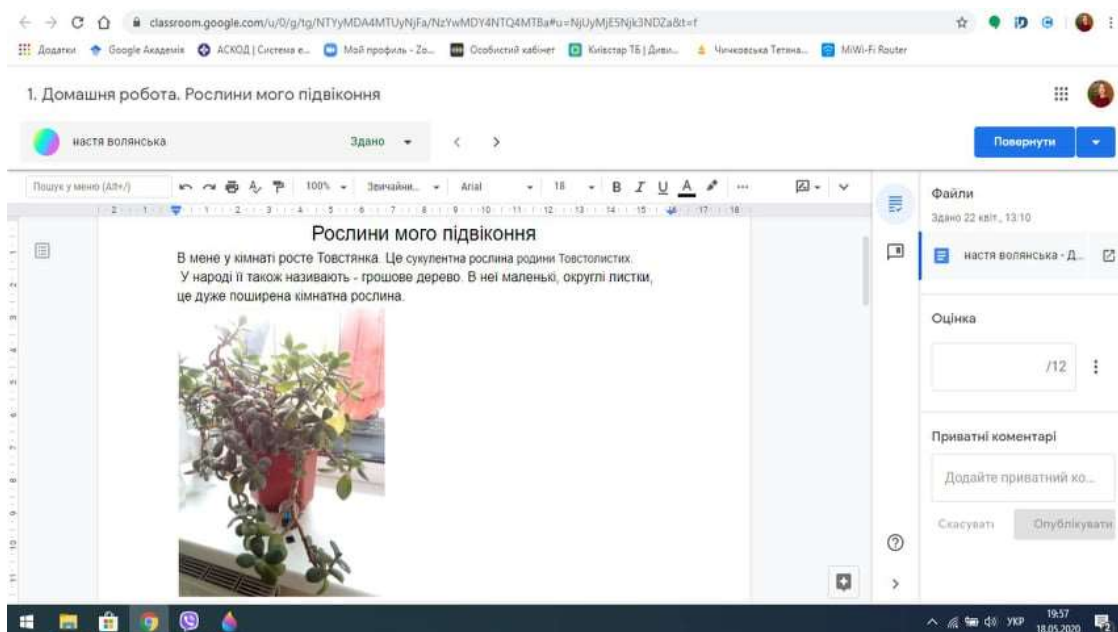 classroom.google.com/u/0/g/tg/NTYyMDA4MTUyNjFa/NzYwMDY4NTQ4MTBa#u=NjUyMjE5Njk3NDZa&t=f
Додатки
Google Академія
АСКОД | Система е...
Мой профиль - Zo...
Особистий кабінет
Київстар ТБ | Диви...
Чичковська Тетяна...
MiWi-Fi Router
1. Домашня робота. Рослини мого підвіконня
настя волянська
Здано
Повернути
Пошук у меню (Alt+/)
100%
Звичайни...
Arial
18
B I U A
Рослини мого підвіконня
В мене у кімнаті росте Товстянка. Це сукулентна рослина родини Товстолистих.
У народі її також називають - грошове дерево. В неї маленькі, округлі листки,
це дуже поширена кімнатна рослина.
Файли
Здано 22 квіт., 13:10
настя волянська - Д...
Оцінка
/12
Приватні коментарі
Додайте приватний ко...
Скасувати
Опублікувати
УКР
19:57
18.05.2020